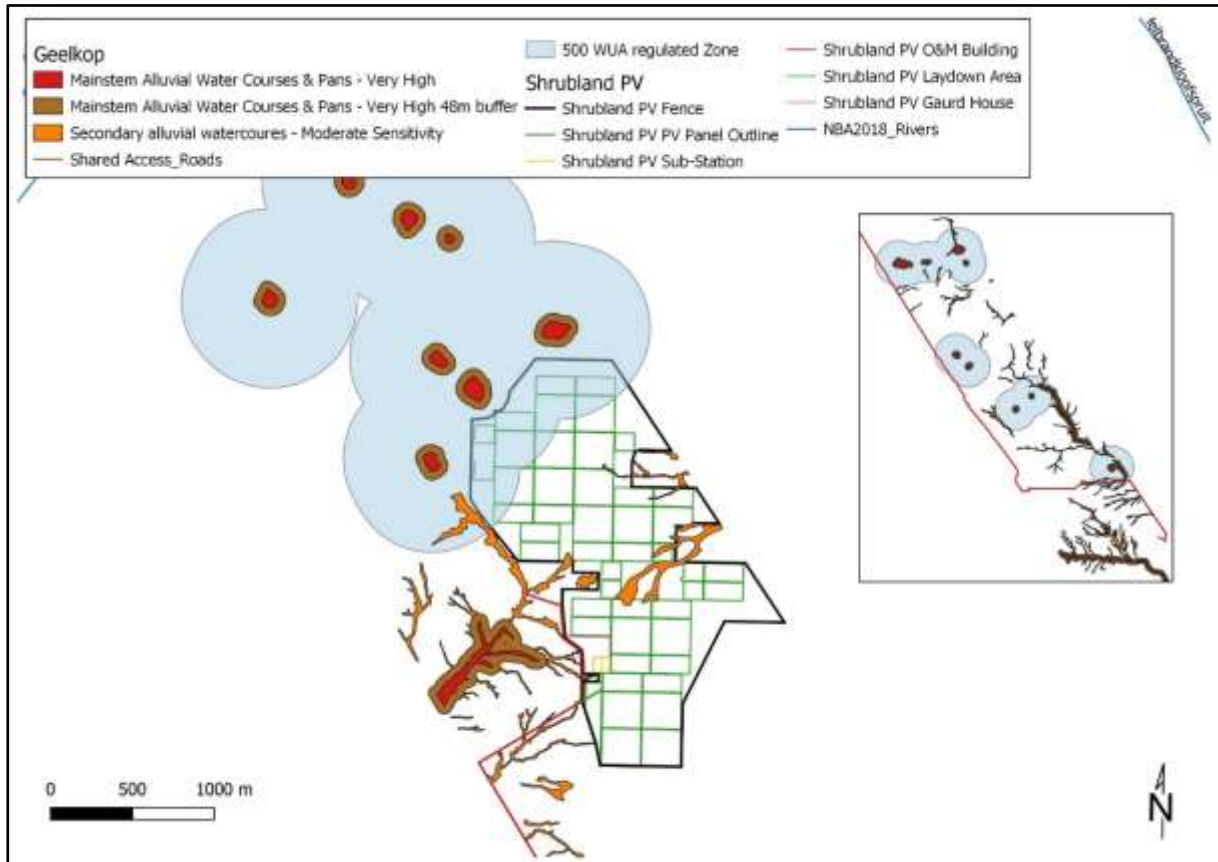 Geelkop
Mainstem Alluvial Water Courses & Pans - Very High
Mainstem Alluvial Water Courses & Pans - Very High 48m buffer
Secondary alluvial watercoures - Moderate Sensitivity
Shared Access_Roads
500 WUA regulated Zone
Shrubland PV
Shrubland PV Fence
Shrubland PV PV Panel Outline
Shrubland PV Sub-Station
Shrubland PV O&M Building
Shrubland PV Laydown Area
Shrubland PV Gaurd House
NBA2018_Rivers
0 500 1000 m
N